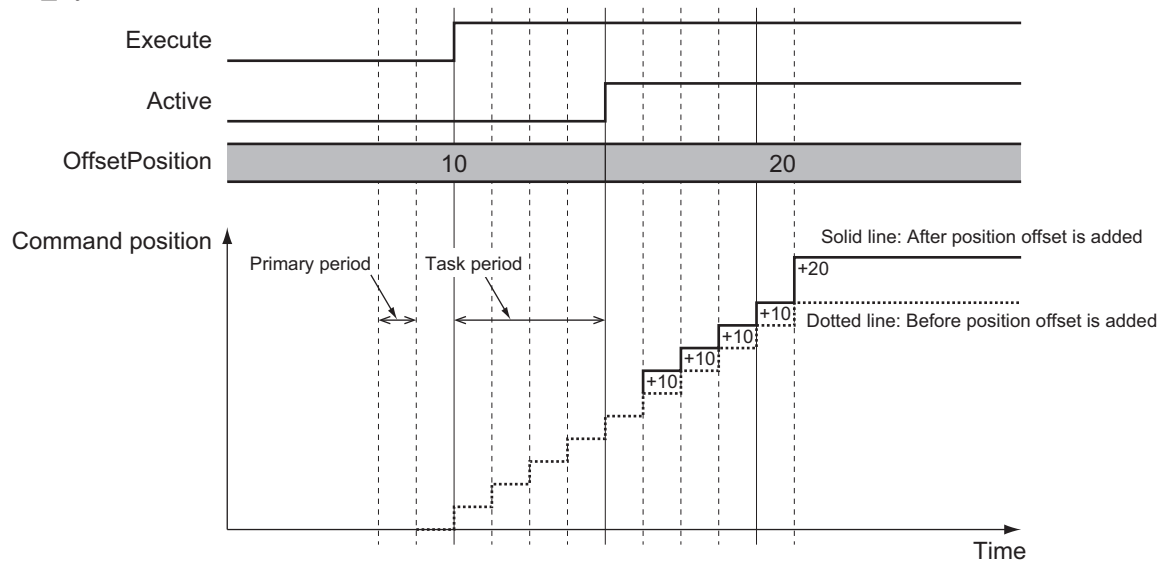 Execute
Active
OffsetPosition
10
20
Command position
Solid line: After position offset is added
Primary period
Task period
+20
+10
Dotted line: Before position offset is added
+10
+10
+10
Time